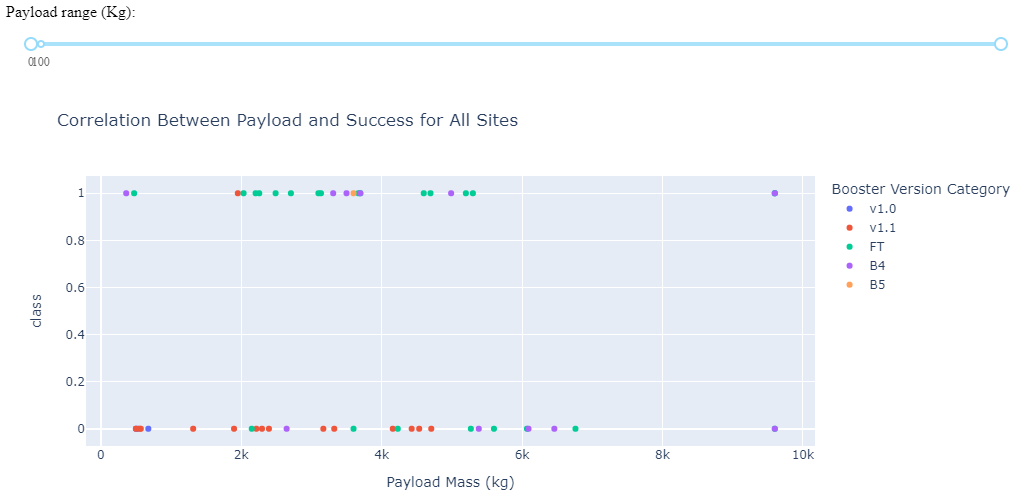 Payload range (Kg):
0100
Correlation Between Payload and Success for All Sites
1
0.8
0.6
0.4
0.2
0
class
0
2k
4k
6k
8k
10k
Payload Mass (kg)
Booster Version Category
v1.0
v1.1
FT
B4
B5